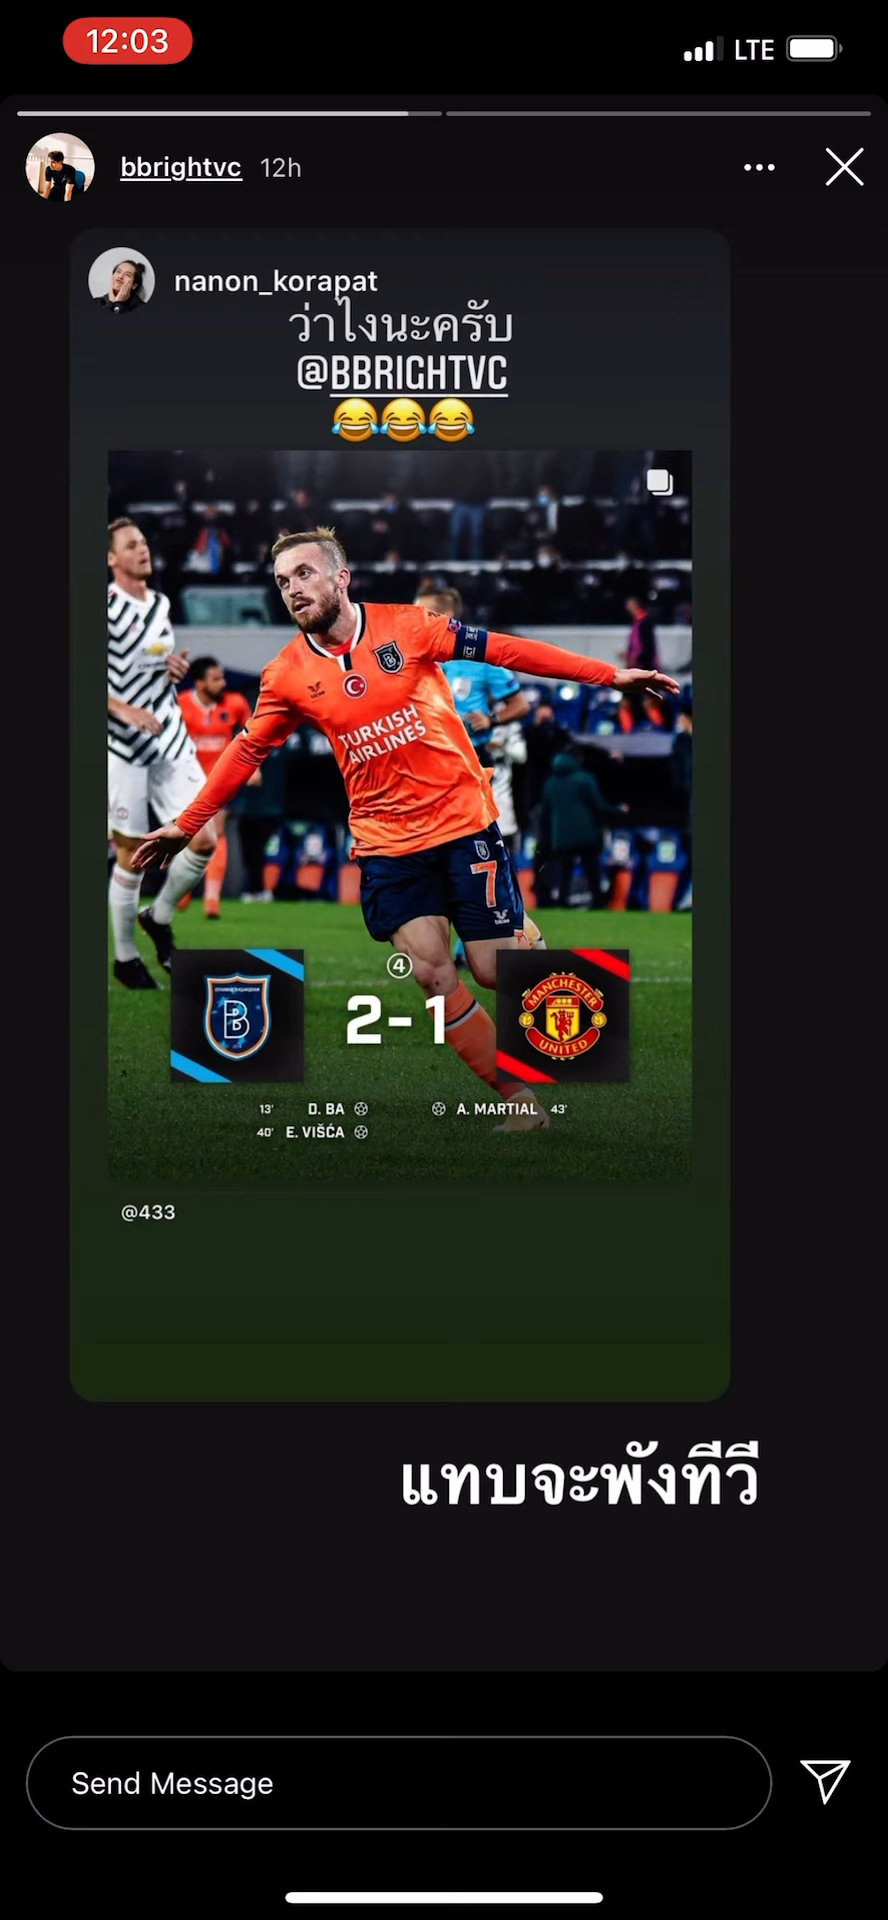 12:03
LTE
bbrightvc 12h
nanon_korapat
ว่าไงนะครับ
@BBRIGHTVC
😂😂😂
TURKISH
AIRLINES
7
4
2-1
B
MANCHESTER
UNITED
13' D. BA
40' E. VIŠĆA
A. MARTIAL 43'
@433
แทบจะพังทีวี
Send Message